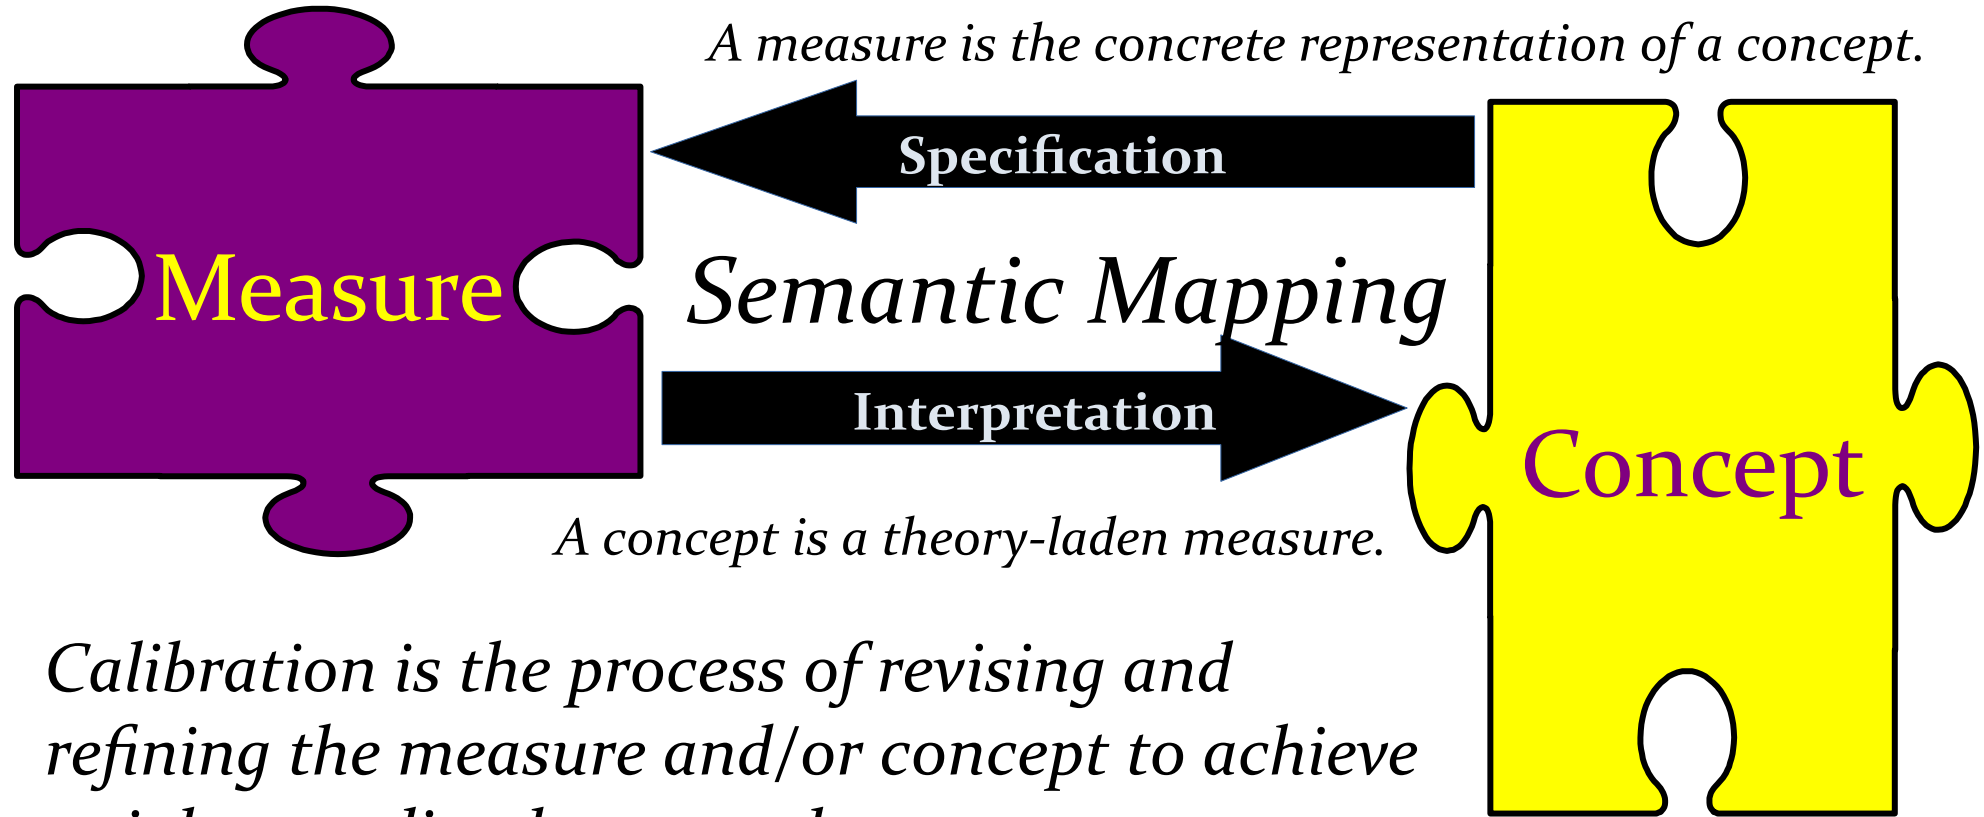 A measure is the concrete representation of a concept.
Specification
Measure
Semantic Mapping
Interpretation
Concept
A concept is a theory-laden measure.
Calibration is the process of revising and
refining the measure and/or concept to achieve